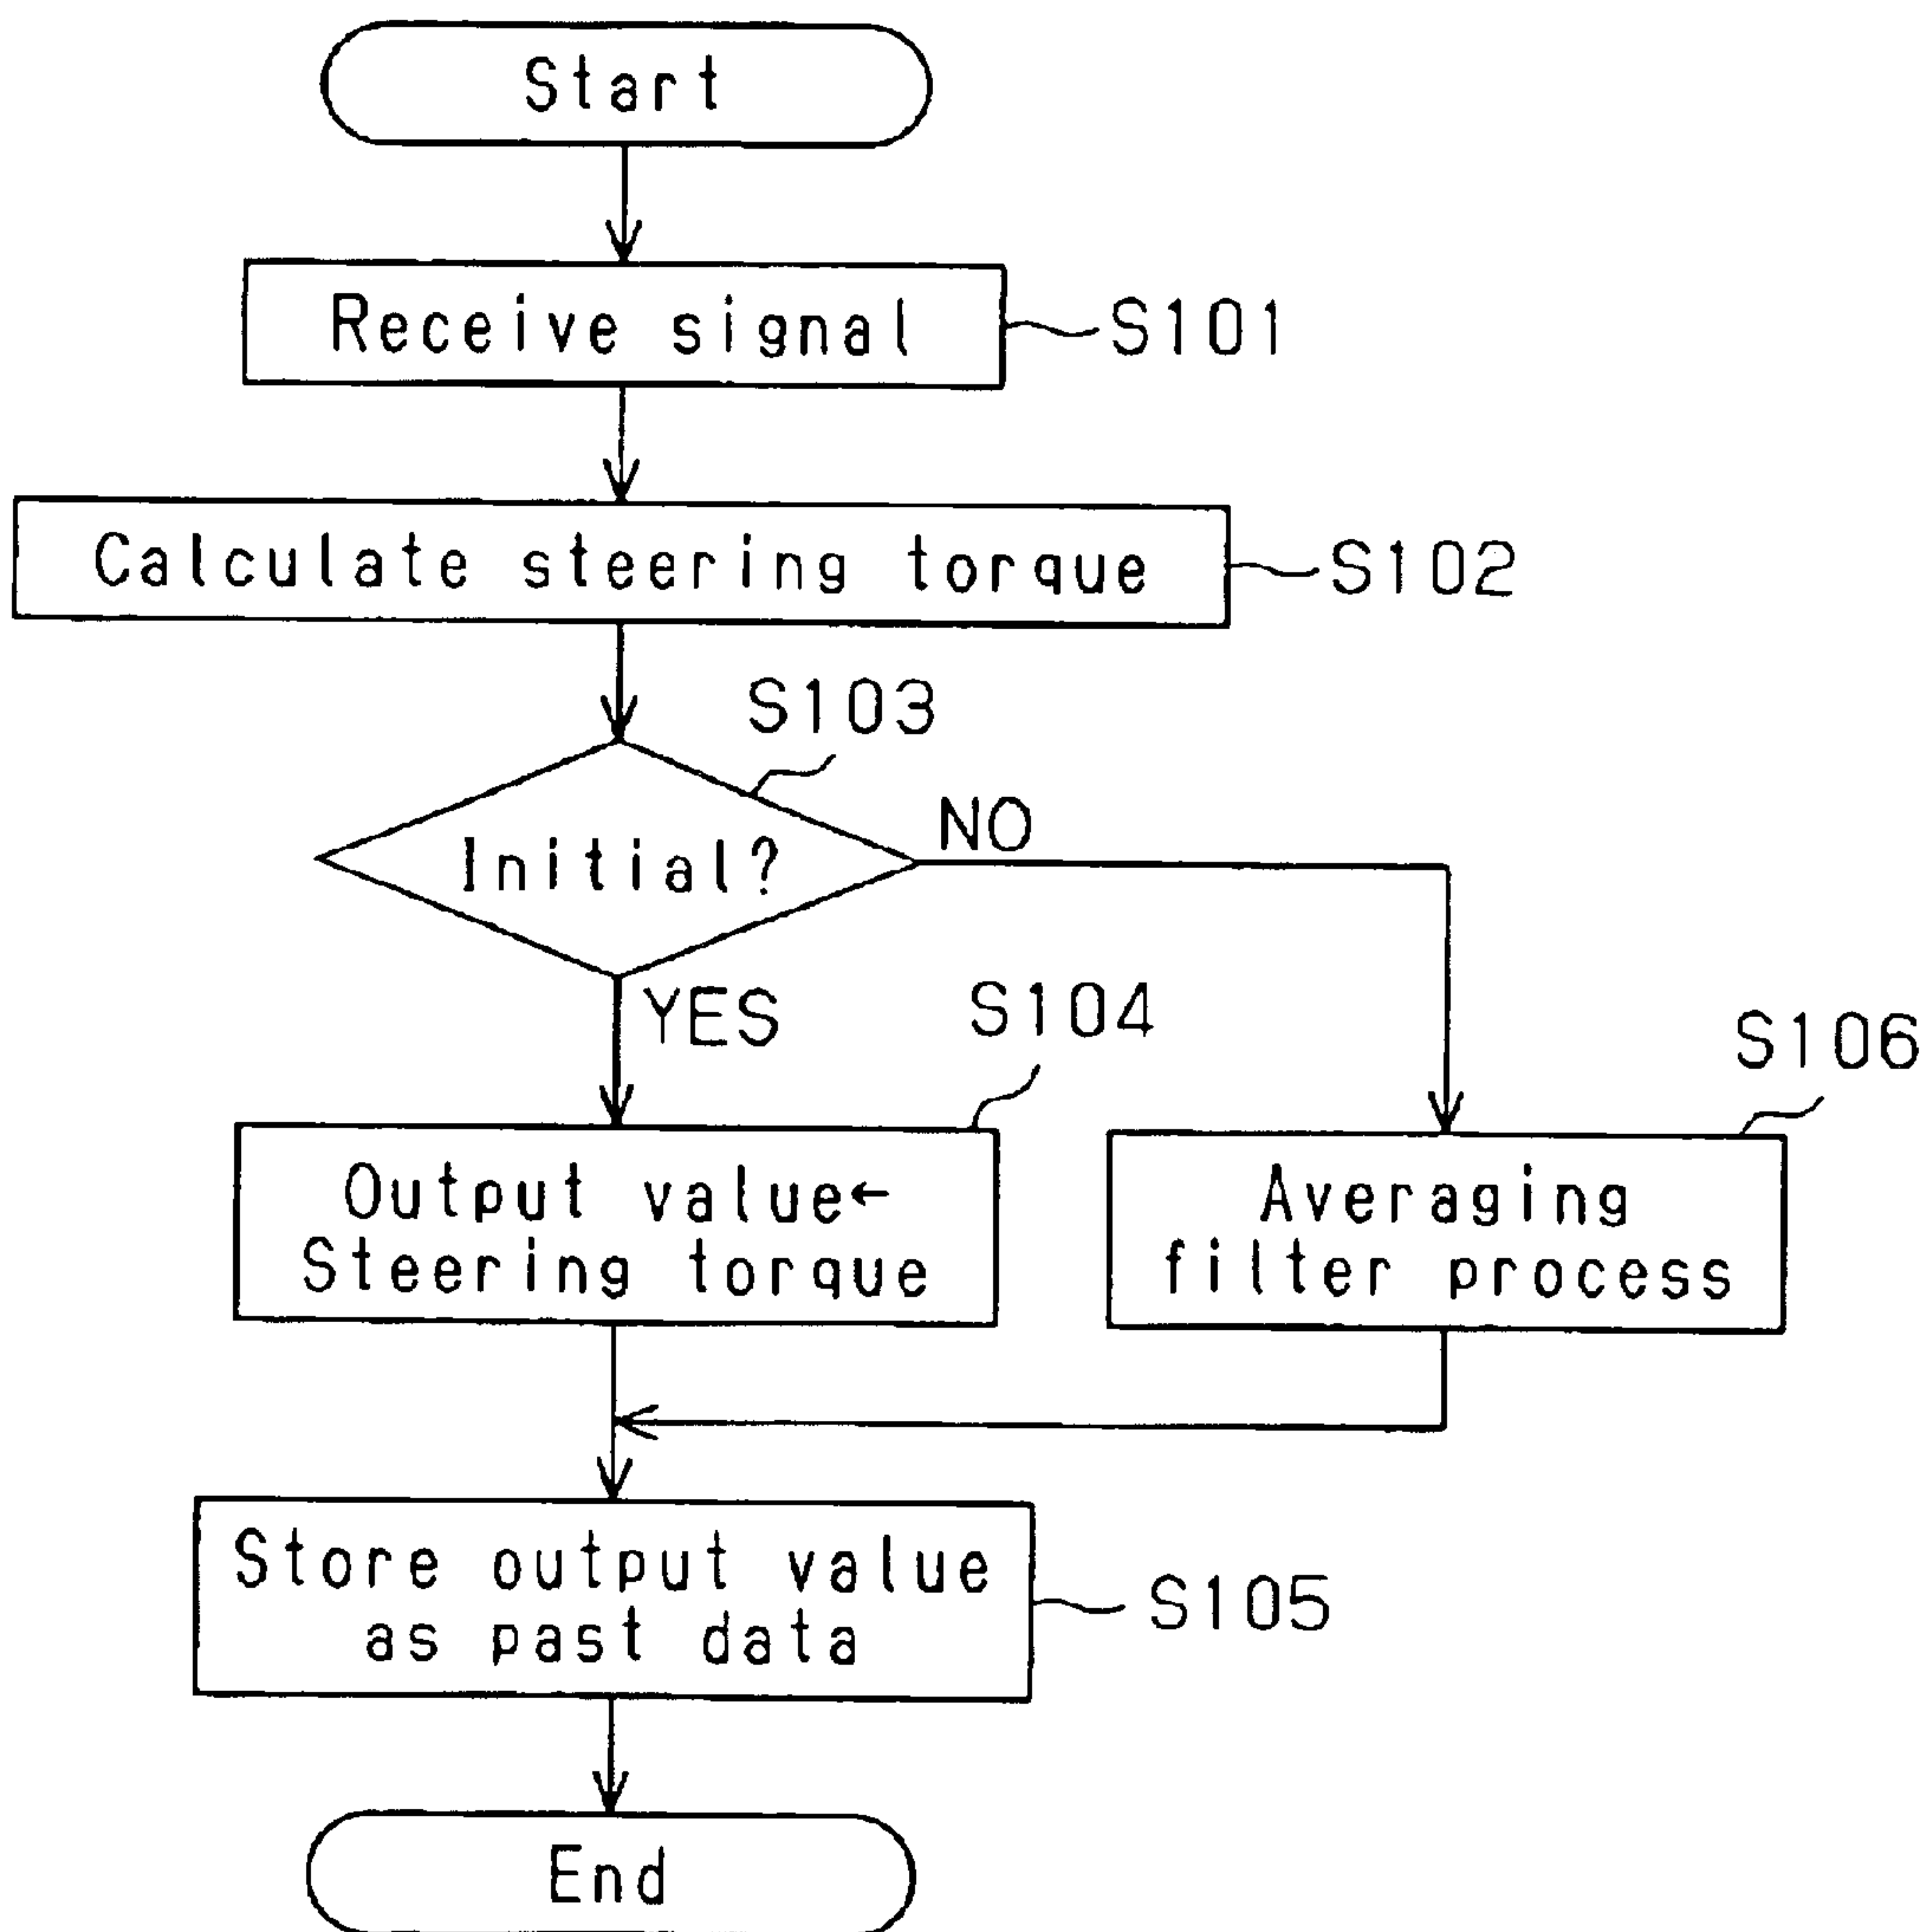 Start
Receive signal
S101
Calculate steering torque
S102
S103
Initial?
NO
YES
S104
S106
Output value←
Steering torque
Averaging
filter process
Store output value
as past data
S105
End